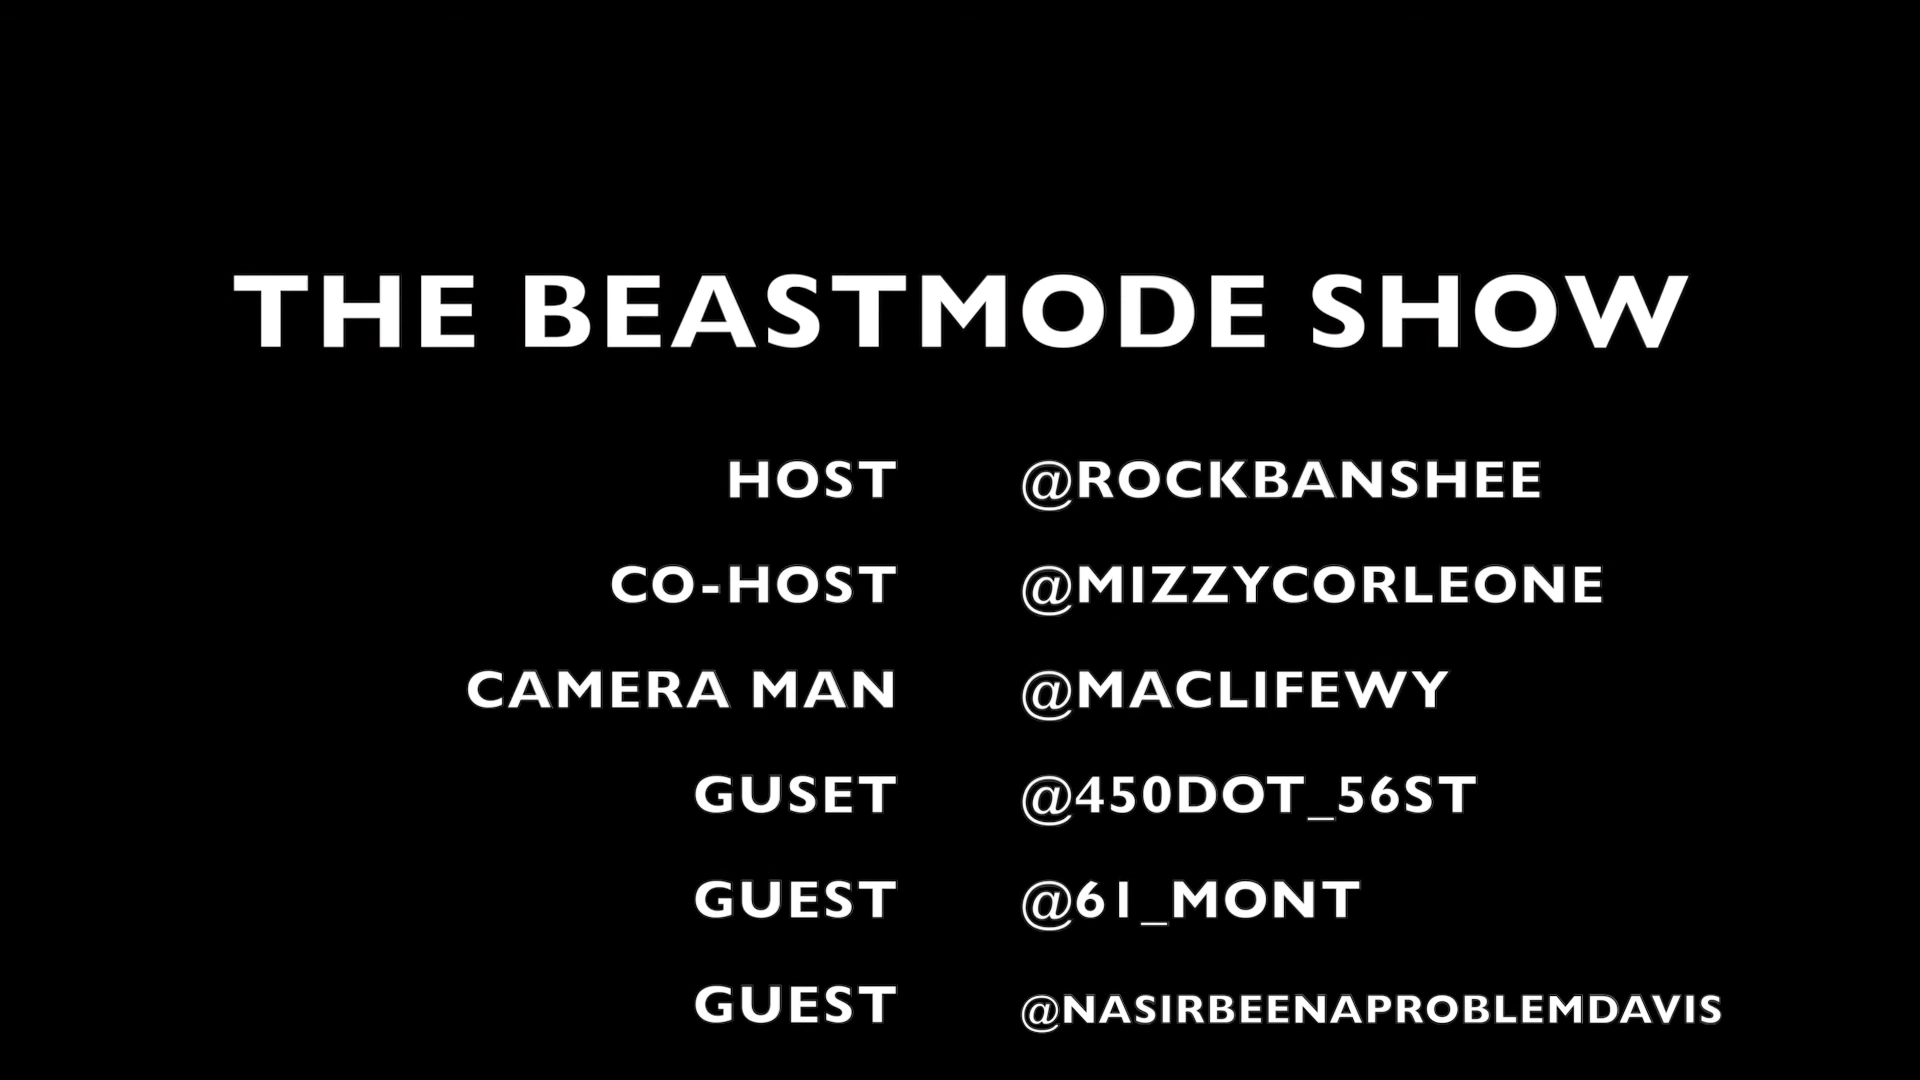 THE BEASTMODE SHOW
HOST @ROCKBANSHEE
CO-HOST @MIZZYCORLEONE
CAMERA MAN @MACLIFEWY
GUSET @450DOT_56ST
GUEST @61_MONT
GUEST @NASIRBEENAPROBLEMDAVIS